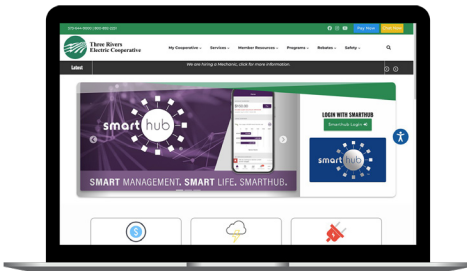 Pay Now
Three Rivers
Electric Cooperative
My Cooperative
Services
Member Resources
Programs
Rebates
Safety
Latest
We are hiring a Mechanic, click for more information.
smart hub
LOGIN WITH SMARTHUB
SmartHub Login
smart hub
SMART MANAGEMENT. SMART LIFE. SMARTHUB.